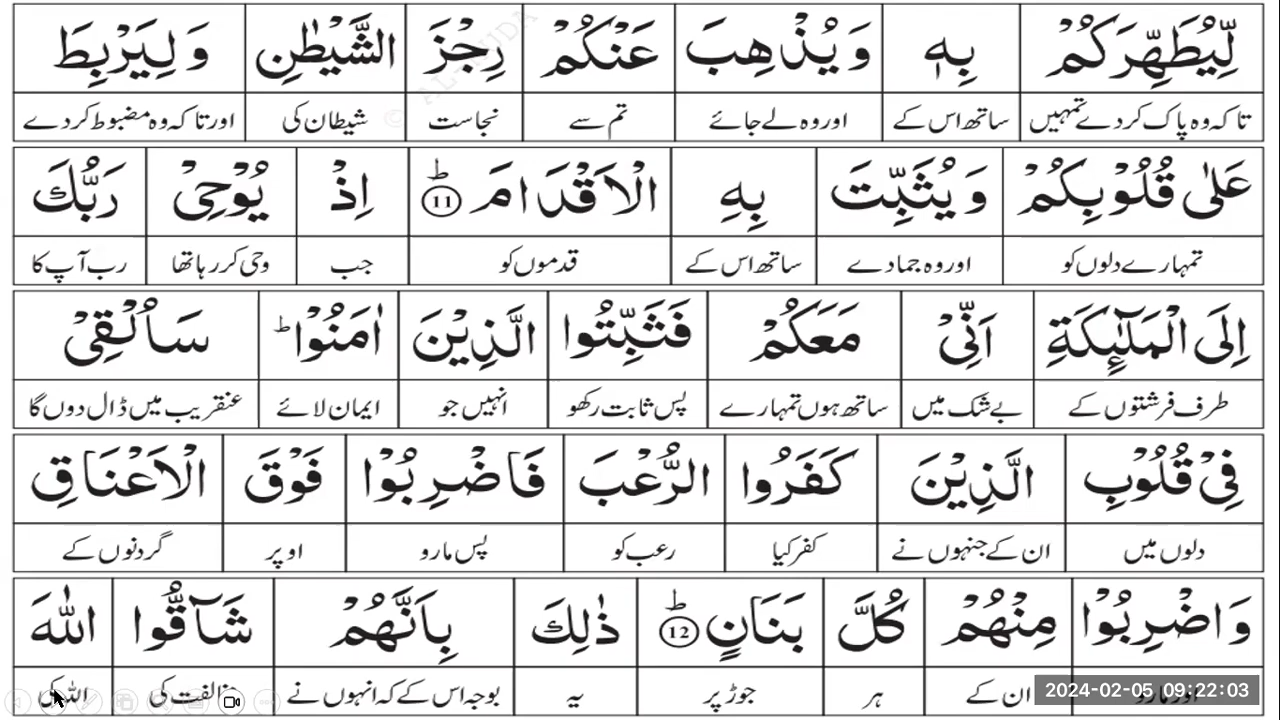 لِّيُطَهِّرَكُمْ بِهٖ وَيُذْهِبَ عَنْكُمْ رِجْزَ الشَّيْطٰنِ وَلِيَرْبِطَ
تاکہ وہ پاک کردے تمہیں ساتھ اس کے اور وہ لے جائے تم سے نجاست شیطان کی اور تاکہ وہ مضبوط کردے
عَلٰى قُلُوْبِكُمْ وَيُثَبِّتَ بِهِ الْاَقْدَامَ ؕ 11 اِذْ يُوْحِيْ رَبُّكَ
تمہارے دلوں کو اور وہ جمادے ساتھ اس کے قدموں کو جب وحی کررہا تھا رب آپ کا
اِلَى الْمَلٰٓئِكَةِ اَنِّيْ مَعَكُمْ فَثَبِّتُوا الَّذِيْنَ اٰمَنُوْا ؕ سَاُلْقِيْ
طرف فرشتوں کے بے شک میں ساتھ ہوں تمہارے پس ثابت رکھو انہیں جو ایمان لائے عنقریب میں ڈال دوں گا
فِيْ قُلُوْبِ الَّذِيْنَ كَفَرُوا الرُّعْبَ فَاضْرِبُوْا فَوْقَ الْاَعْنَاقِ
دلوں میں ان کے جنہوں نے کفر کیا رعب کو پس مارو اوپر گردنوں کے
وَاضْرِبُوْا مِنْهُمْ كُلَّ بَنَانٍ ؕ 12 ذٰلِكَ بِاَنَّهُمْ شَآقُّوا اللّٰهَ
ان کے ہر جوڑ پر یہ بوجہ اس کے کہ انہوں نے مخالفت کی اللہ کی
2024-02-05 09:22:03